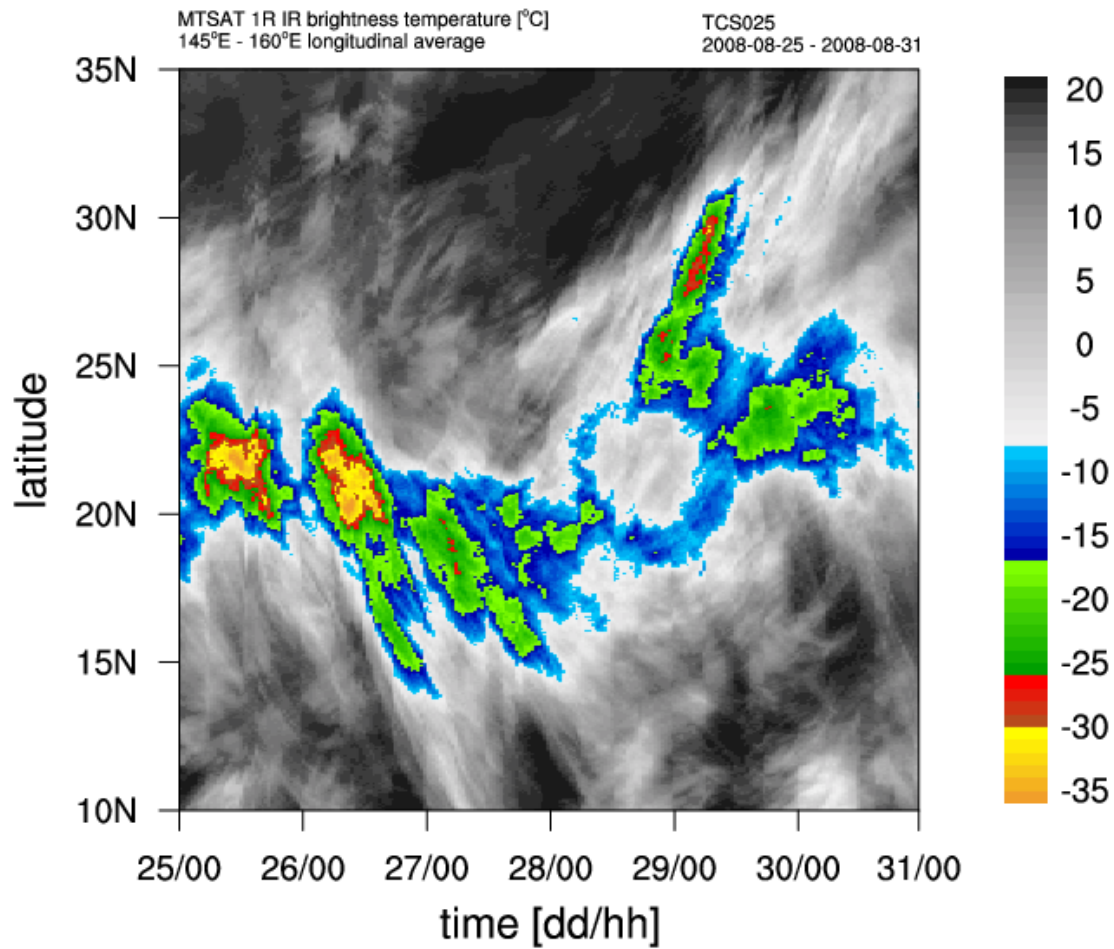 MTSAT 1R IR brightness temperature [°C]
145°E - 160°E longitudinal average
TCS025
2008-08-25 - 2008-08-31
35N
30N
25N
20N
15N
10N
latitude
25/00 26/00 27/00 28/00 29/00 30/00 31/00
time [dd/hh]
20
15
10
5
0
-5
-10
-15
-20
-25
-30
-35